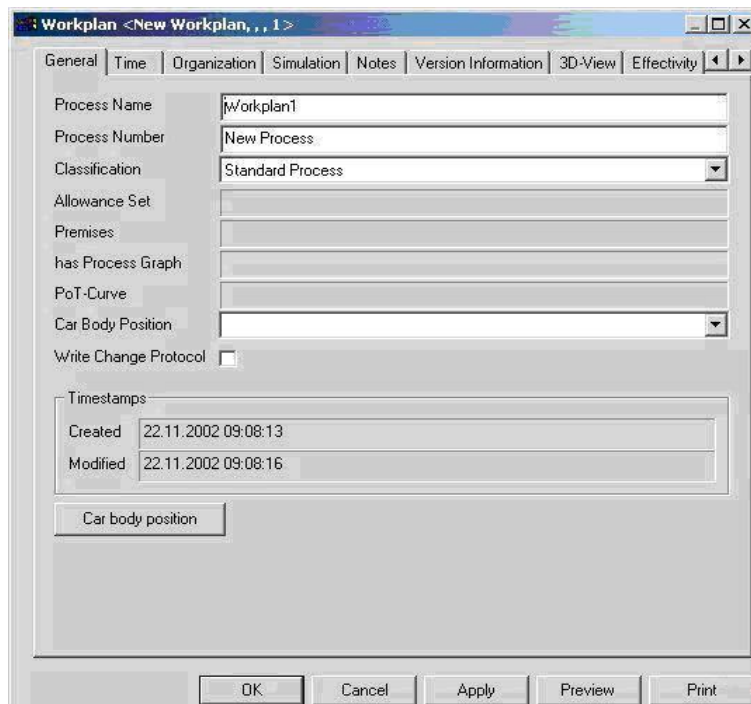 Workplan <New Workplan, , , 1>
General Time Organization Simulation Notes Version Information 3D-View Effectivity
Process Name Workplan1
Process Number New Process
Classification Standard Process
Allowance Set
Premises
has Process Graph
PoT-Curve
Car Body Position
Write Change Protocol
Timestamps
Created 22.11.2002 09:08:13
Modified 22.11.2002 09:08:16
Car body position
OK Cancel Apply Preview Print